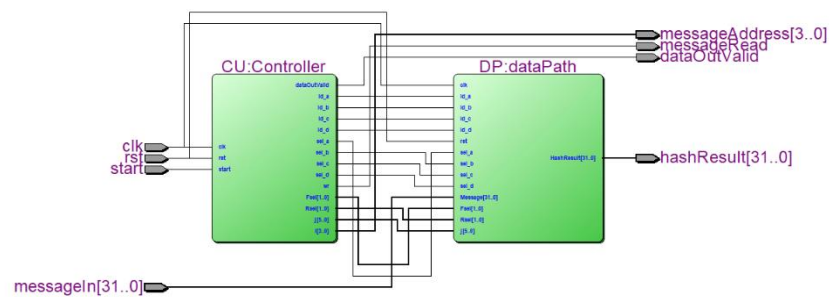 messageAddress[3..0]
messageRead
dataOutValid
CU:Controller
DP:dataPath
dataOutValid
ld_a
ld_b
ld_c
ld_d
sel_a
sel_b
sel_c
sel_d
wr
Fsel[1..0]
Rsel[1..0]
j[5..0]
i[3..0]
clk
rst
start
clk
rst
start
clk
ld_a
ld_b
ld_c
ld_d
rst
sel_a
sel_b
sel_c
sel_d
Message[31..0]
Fsel[1..0]
Rsel[1..0]
j[5..0]
HashResult[31..0]
hashResult[31..0]
messageIn[31..0]